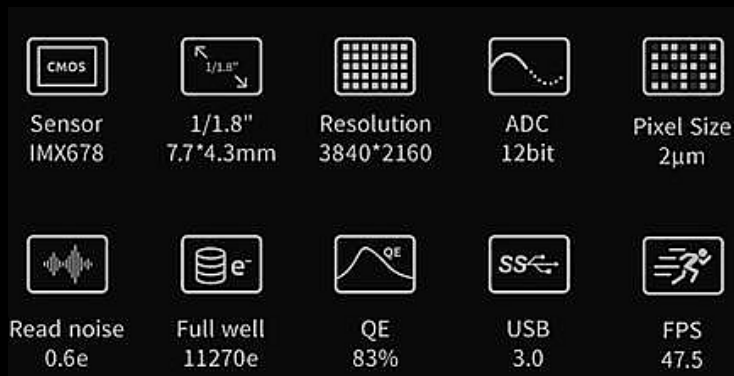 CMOS
1/1.8"
QE
SS
e-
Sensor
IMX678
1/1.8"
7.7*4.3mm
Resolution
3840*2160
ADC
12bit
Pixel Size
2µm
Read noise
0.6e
Full well
11270e
QE
83%
USB
3.0
FPS
47.5